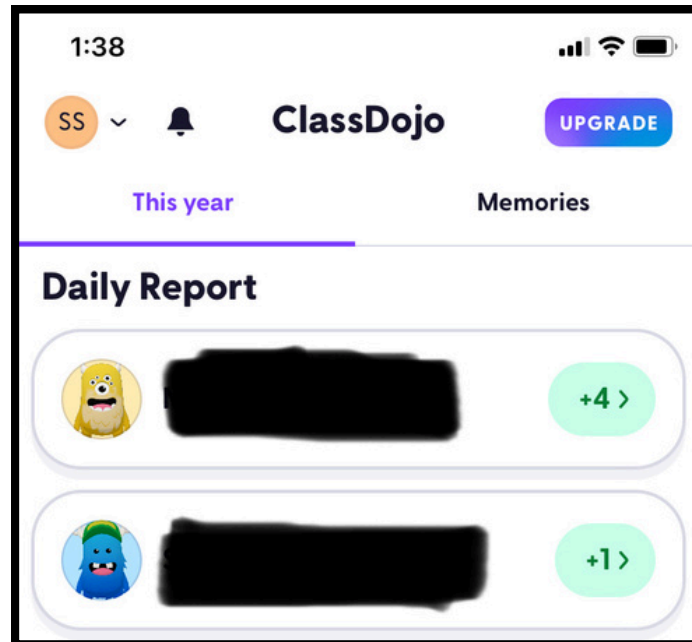 1:38
SS ClassDojo UPGRADE
This year Memories
Daily Report
+4 >
+1 >